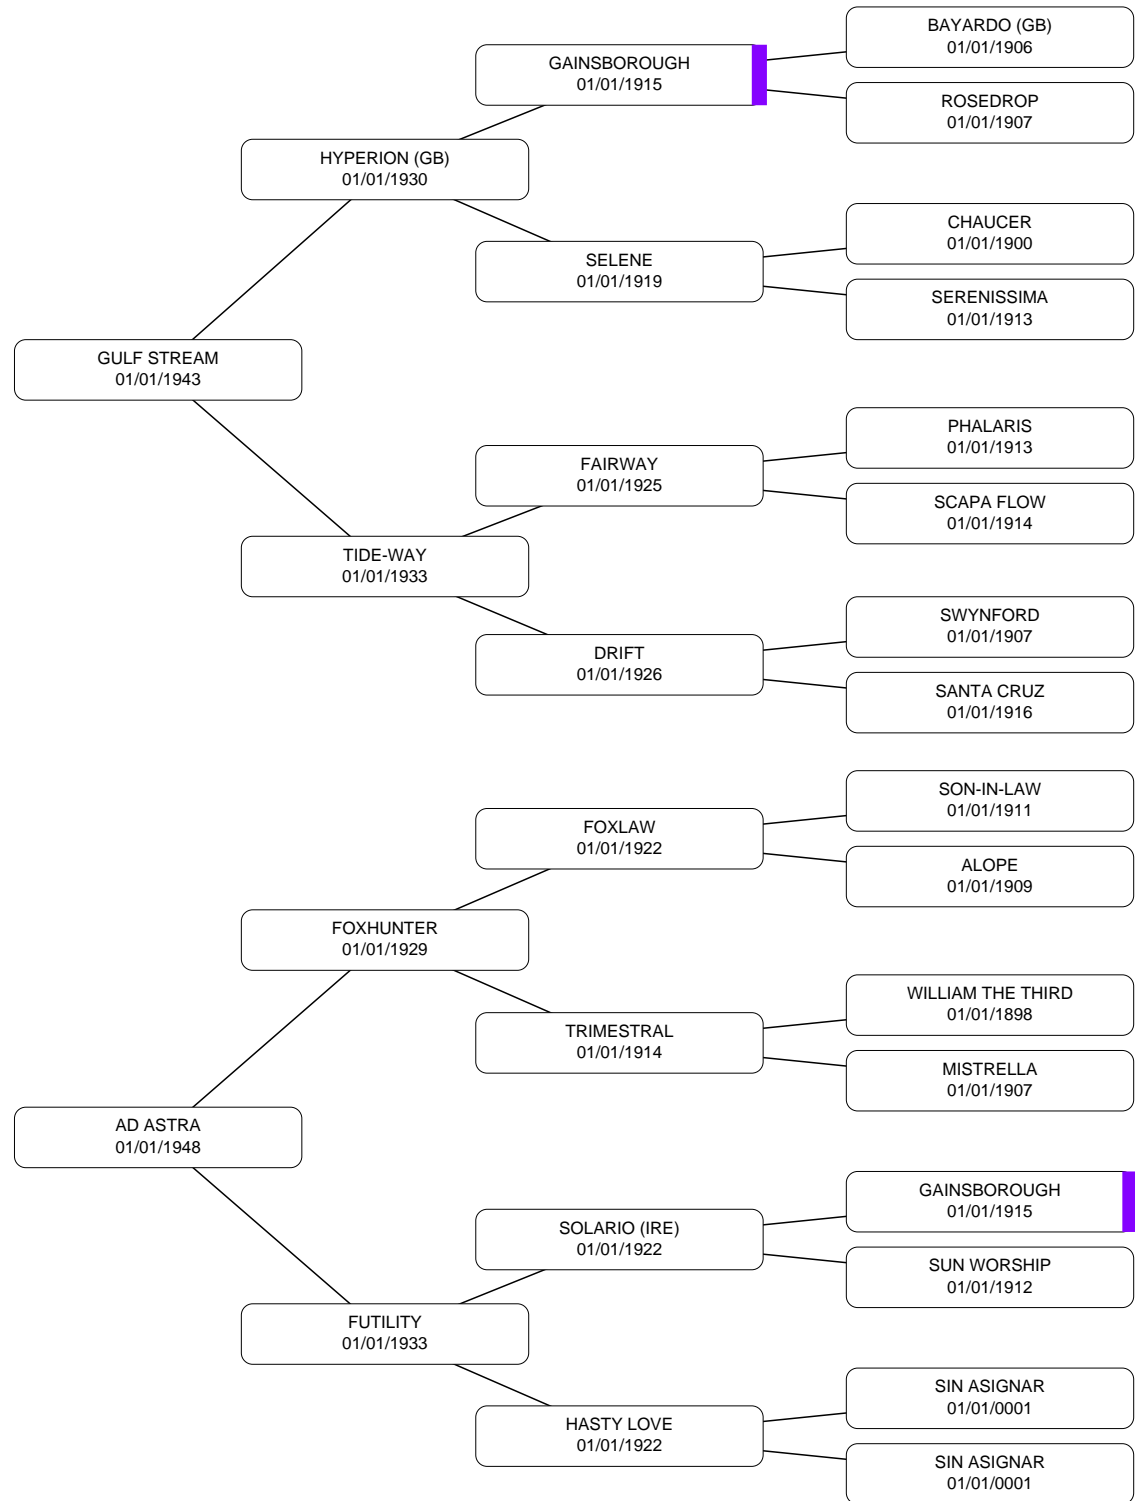 BAYARDO (GB)
01/01/1906
GAINSBOROUGH
01/01/1915
ROSEDROP
01/01/1907
HYPERION (GB)
01/01/1930
CHAUCER
01/01/1900
SELENE
01/01/1919
SERENISSIMA
01/01/1913
GULF STREAM
01/01/1943
PHALARIS
01/01/1913
FAIRWAY
01/01/1925
SCAPA FLOW
01/01/1914
TIDE-WAY
01/01/1933
SWYNFORD
01/01/1907
DRIFT
01/01/1926
SANTA CRUZ
01/01/1916
SON-IN-LAW
01/01/1911
FOXLAW
01/01/1922
ALOPE
01/01/1909
FOXHUNTER
01/01/1929
WILLIAM THE THIRD
01/01/1898
TRIMESTRAL
01/01/1914
MISTRELLA
01/01/1907
AD ASTRA
01/01/1948
GAINSBOROUGH
01/01/1915
SOLARIO (IRE)
01/01/1922
SUN WORSHIP
01/01/1912
FUTILITY
01/01/1933
SIN ASIGNAR
01/01/0001
HASTY LOVE
01/01/1922
SIN ASIGNAR
01/01/0001